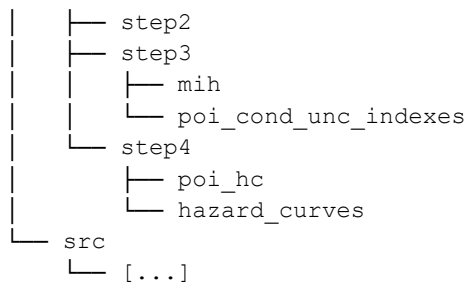 │   ├── step2
│   ├── step3
│   │   ├── mih
│   │   └── poi_cond_unc_indexes
│   └── step4
│       ├── poi_hc
│       └── hazard_curves
└── src
    └── [...]